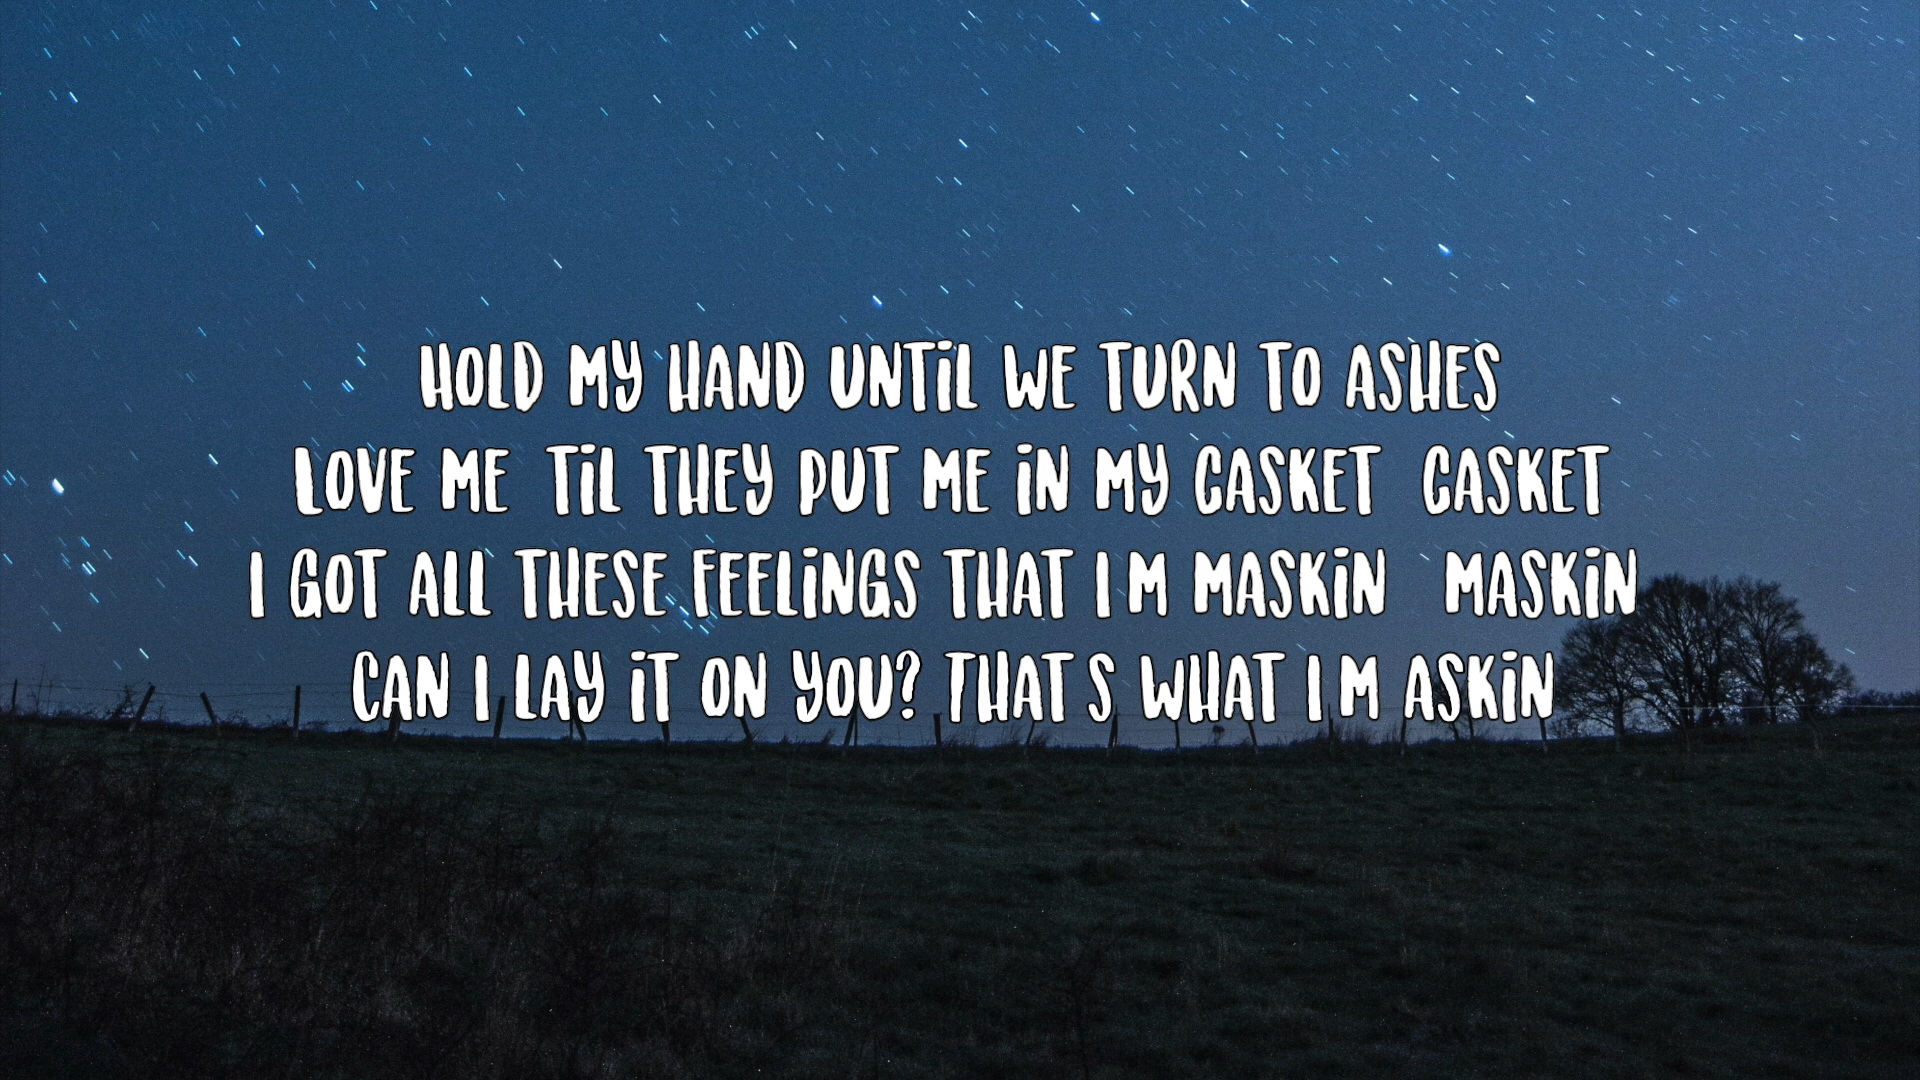 HOLD MY HAND UNTIL WE TURN TO ASHES
LOVE ME TIL THEY PUT ME IN MY CASKET CASKET
I GOT ALL THESE FEELINGS THAT I M MASKIN MASKIN
CAN I LAY IT ON YOU? THAT S WHAT I M ASKIN